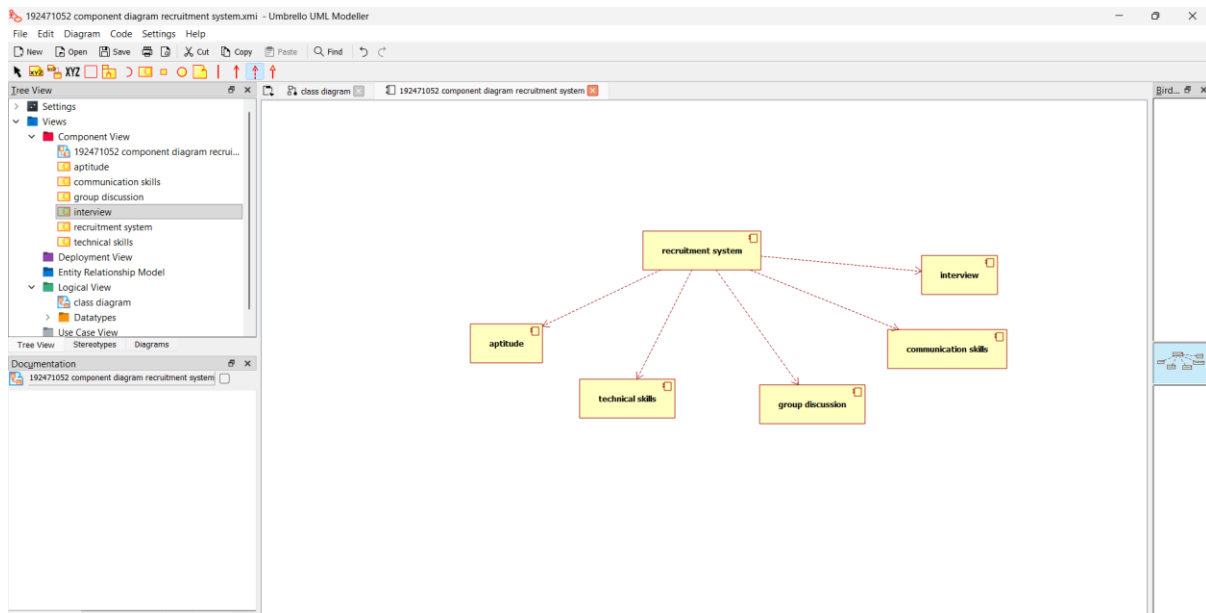 192471052 component diagram recruitment system.xmi - Umbrello UML Modeller
File Edit Diagram Code Settings Help
New Open Save Cut Copy Paste Find
XYZ XYZ
Tree View
class diagram
192471052 component diagram recruitment system
Bird...
Settings
Views
Component View
192471052 component diagram recrui...
aptitude
communication skills
group discussion
interview
recruitment system
technical skills
Deployment View
Entity Relationship Model
Logical View
class diagram
Datatypes
Use Case View
Tree View Stereotypes Diagrams
Documentation
192471052 component diagram recruitment system
recruitment system
interview
aptitude
communication skills
technical skills
group discussion